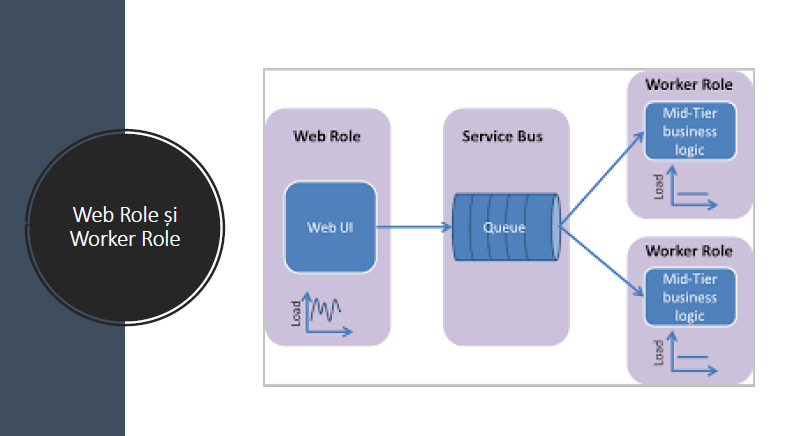 Web Role și
Worker Role
Web Role
Web UI
Load
Service Bus
Queue
Worker Role
Mid-Tier
business
logic
Load
Worker Role
Mid-Tier
business
logic
Load